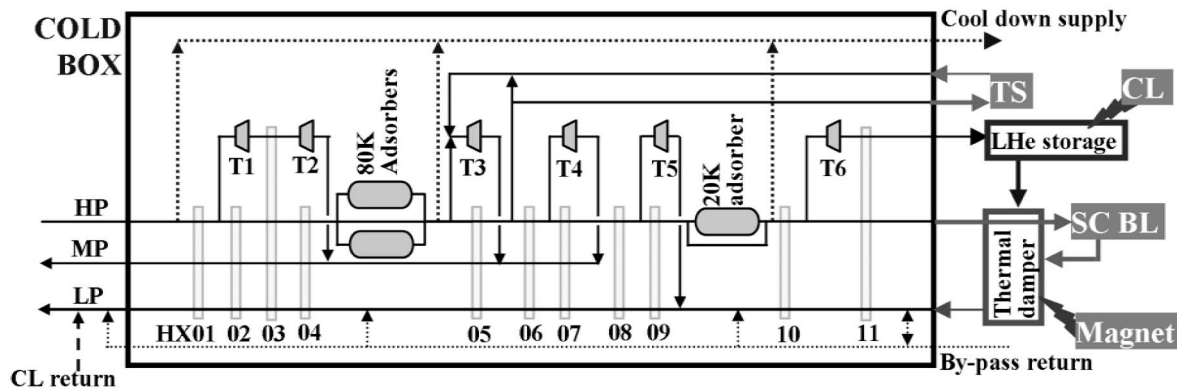 COLD
BOX
Cool down supply
80K
Adsorbers
TS
CL
T1
T2
T3
T4
T5
20K
adsorber
T6
LHe storage
HP
MP
LP
SC BL
Thermal
damper
Magnet
HX01
02
03
04
05
06
07
08
09
10
11
CL return
By-pass return